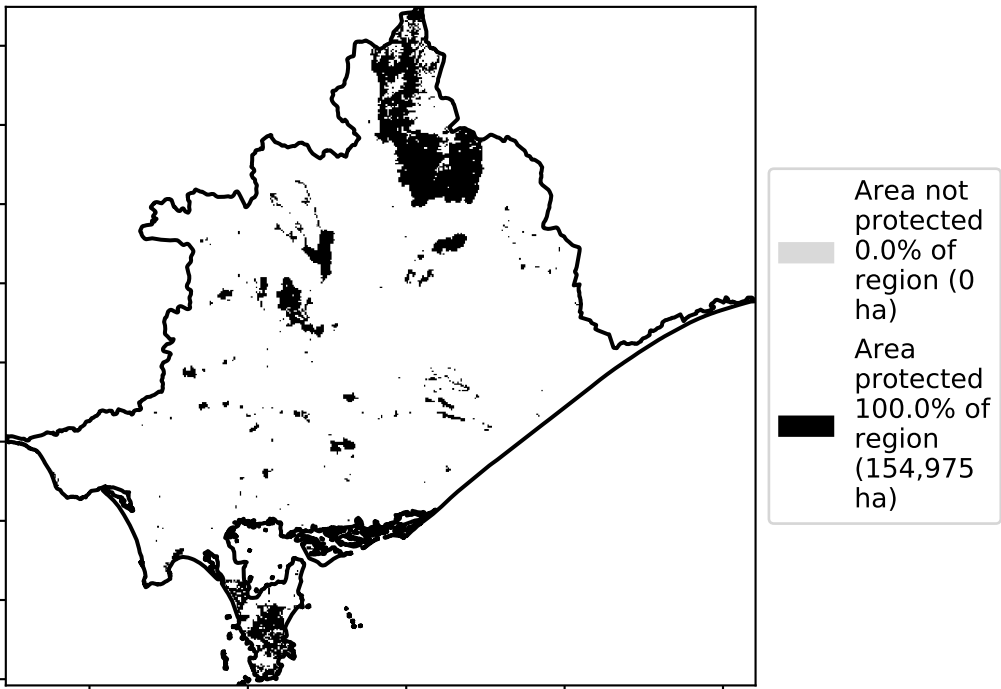 Area not
protected
0.0% of
region (0
ha)
Area
protected
100.0% of
region
(154,975
ha)